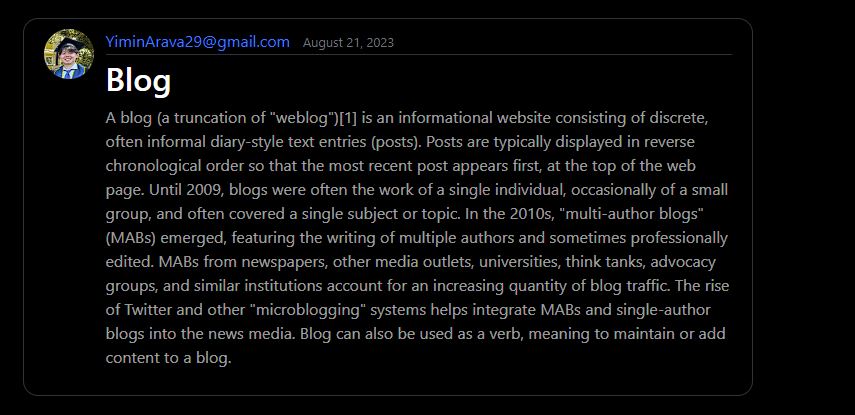 YiminArava29@gmail.com August 21, 2023
Blog
A blog (a truncation of "weblog")[1] is an informational website consisting of discrete,
often informal diary-style text entries (posts). Posts are typically displayed in reverse
chronological order so that the most recent post appears first, at the top of the web
page. Until 2009, blogs were often the work of a single individual, occasionally of a small
group, and often covered a single subject or topic. In the 2010s, "multi-author blogs"
(MABs) emerged, featuring the writing of multiple authors and sometimes professionally
edited. MABs from newspapers, other media outlets, universities, think tanks, advocacy
groups, and similar institutions account for an increasing quantity of blog traffic. The rise
of Twitter and other "microblogging" systems helps integrate MABs and single-author
blogs into the news media. Blog can also be used as a verb, meaning to maintain or add
content to a blog.